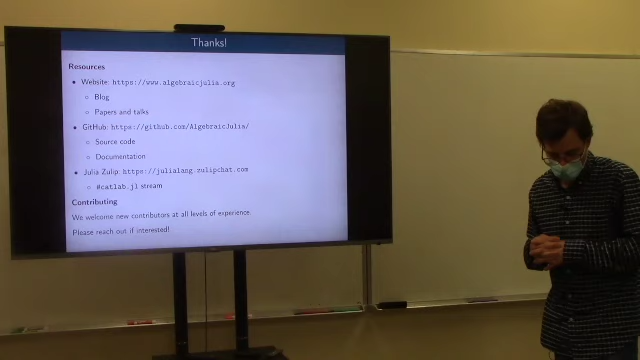 Thanks!
Resources
• Website: https://www.algebraicjulia.org
◦ Blog
◦ Papers and talks
• GitHub: https://github.com/AlgebraicJulia/
◦ Source code
◦ Documentation
• Julia Zulip: https://julialang.zulipchat.com
◦ #catlab.jl stream
Contributing
We welcome new contributors at all levels of experience.
Please reach out if interested!